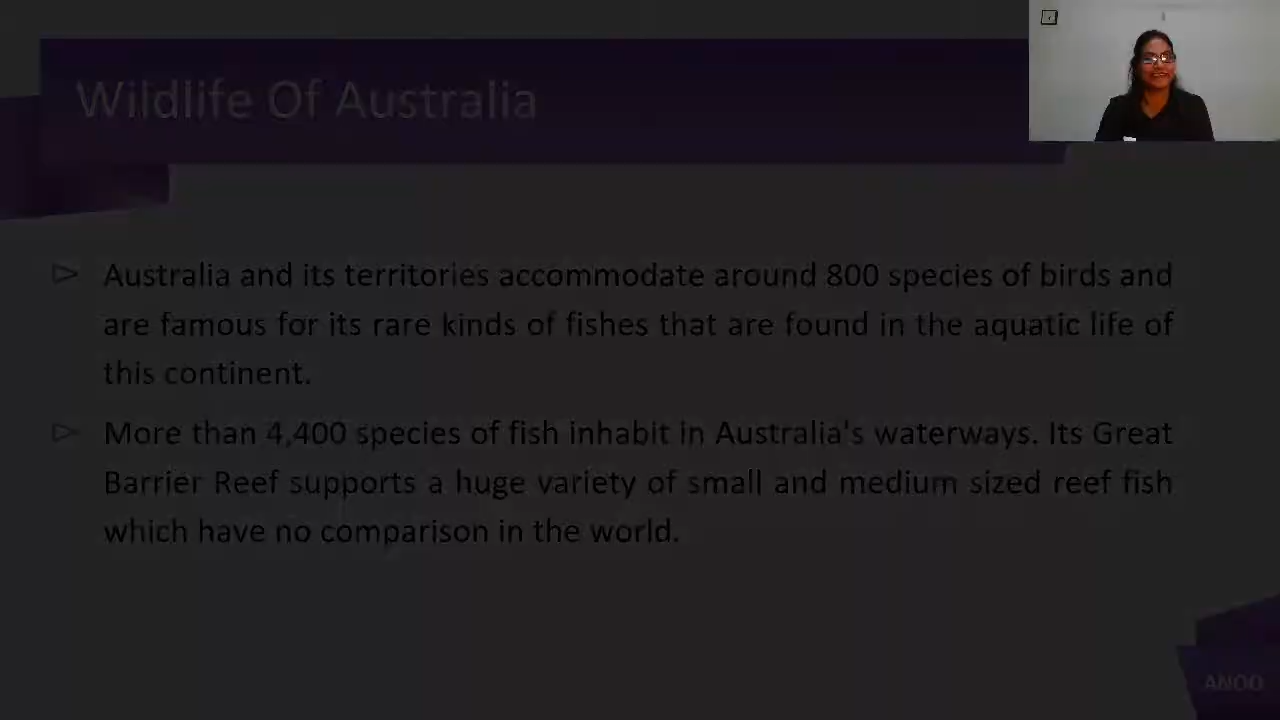 Wildlife Of Australia
Australia and its territories accommodate around 800 species of birds and
are famous for its rare kinds of fishes that are found in the aquatic life of
this continent.
More than 4,400 species of fish inhabit in Australia's waterways. Its Great
Barrier Reef supports a huge variety of small and medium sized reef fish
which have no comparison in the world.
ANOO